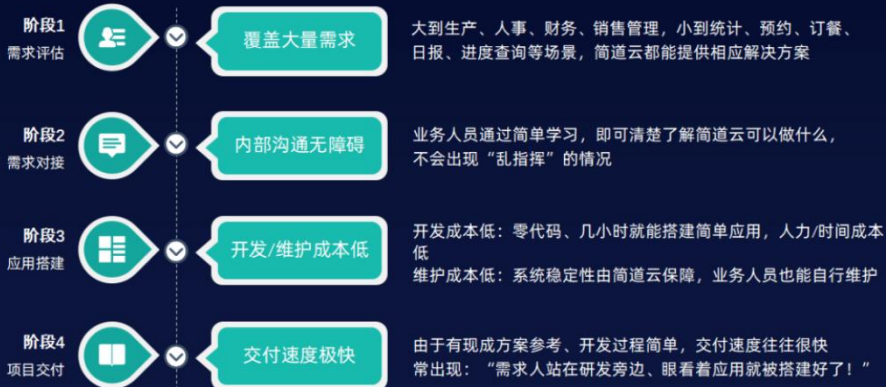 阶段1
需求评估
覆盖大量需求
大到生产、人事、财务、销售管理，小到统计、预约、订餐、
日报、进度查询等场景，简道云都能提供相应解决方案
阶段2
需求对接
内部沟通无障碍
业务人员通过简单学习，即可清楚了解简道云可以做什么，
不会出现“乱指挥”的情况
阶段3
应用搭建
开发/维护成本低
开发成本低：零代码、几小时就能搭建简单应用，人力/时间成本
低
维护成本低：系统稳定性由简道云保障，业务人员也能自行维护
阶段4
项目交付
交付速度极快
由于有现成方案参考、开发过程简单，交付速度往往很快
常出现：“需求人站在研发旁边、眼看着应用就被搭建好了！”